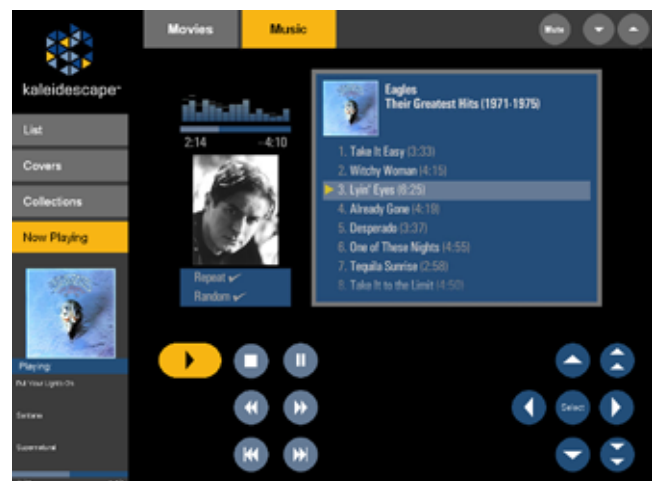 Movies
Music
Mute
kaleidescape
List
Covers
Collections
Now Playing
Playing:
Put Your Lights On
Santana
Supernatural
2:14
-4:10
Repeat ✔
Random ✔
Eagles
Their Greatest Hits (1971-1975)
1. Take It Easy (3:33)
2. Witchy Woman (4:15)
3. Lyin' Eyes (6:25)
4. Already Gone (4:19)
5. Desperado (3:37)
6. One of These Nights (4:55)
7. Tequila Sunrise (2:58)
8. Take It to the Limit (4:50)
Select